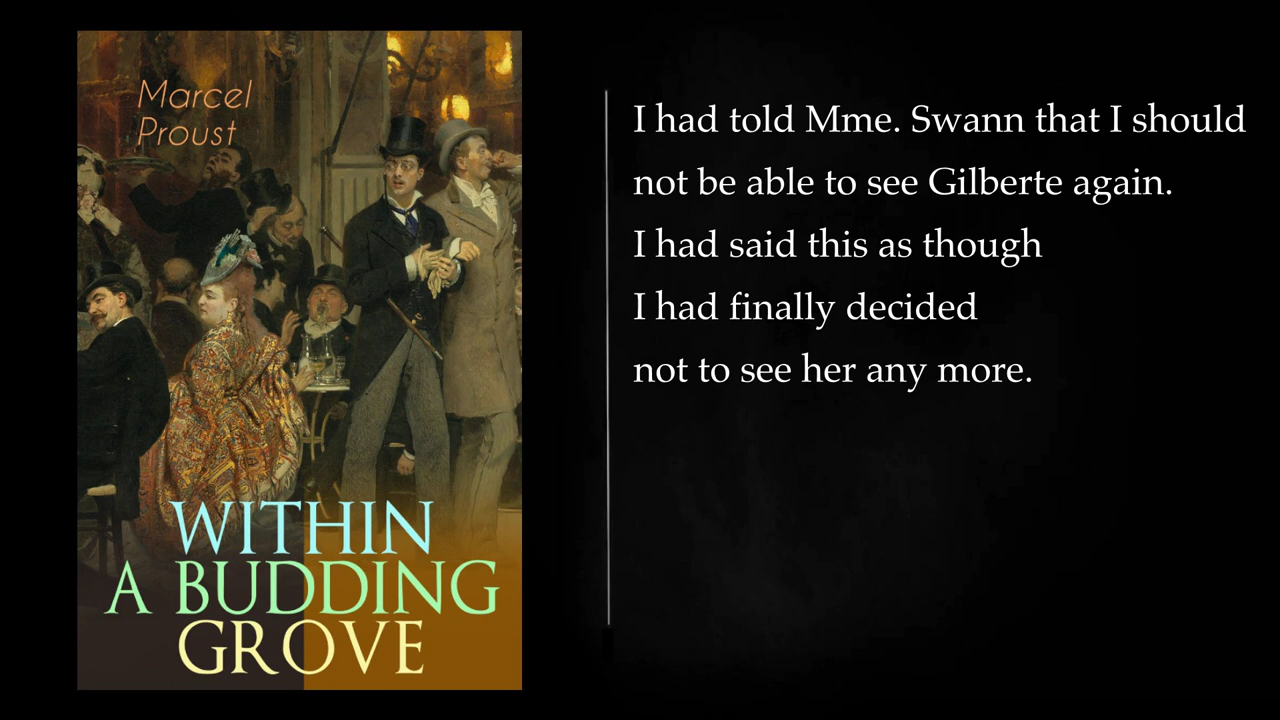 Marcel
Proust
WITHIN
A BUDDING
GROVE
I had told Mme. Swann that I should
not be able to see Gilberte again.
I had said this as though
I had finally decided
not to see her any more.